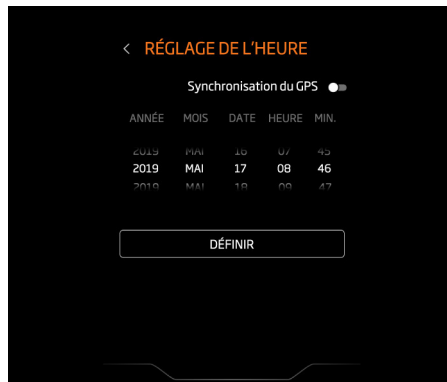 < RÉGLAGE DE L'HEURE
Synchronisation du GPS
ANNÉE MOIS DATE HEURE MIN.
2019 MAI 16 07 45
2019 MAI 17 08 46
2019 MAI 18 09 47
DÉFINIR